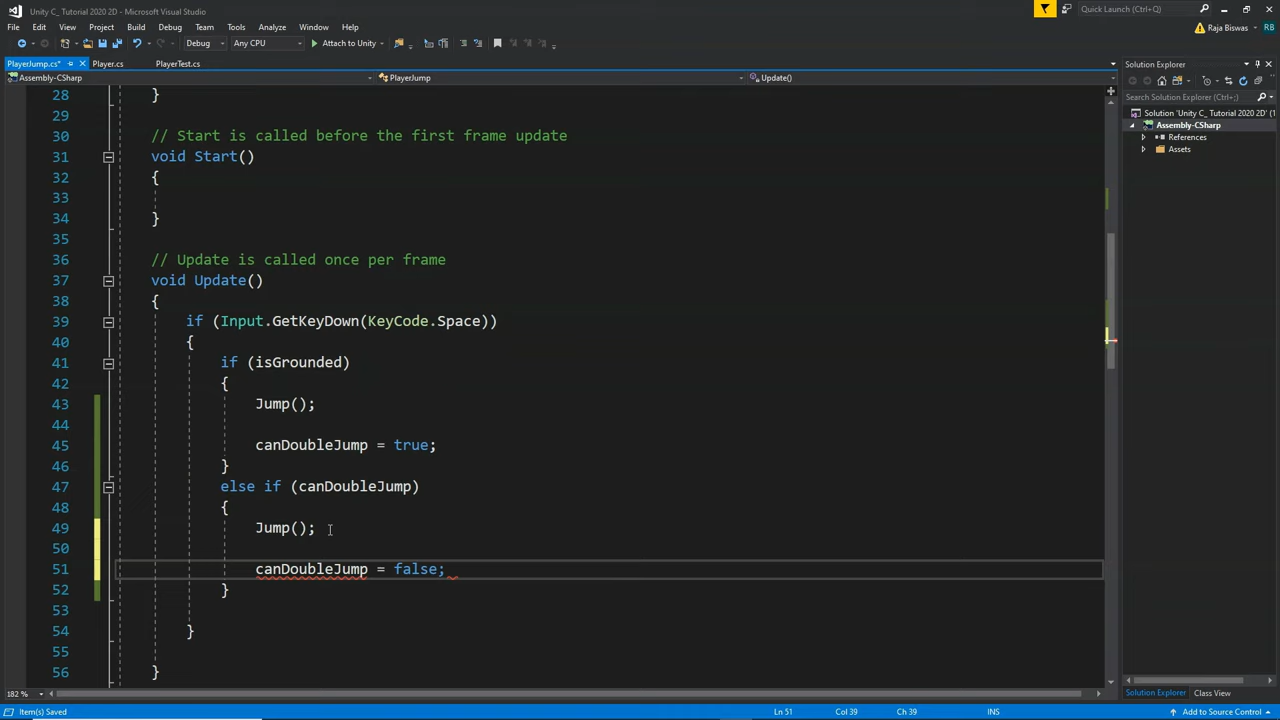 Unity C_ Tutorial 2020 2D - Microsoft Visual Studio
Quick Launch (Ctrl+Q)
File Edit View Project Build Debug Team Tools Analyze Window Help
Raja Biswas RB
Debug Any CPU Attach to Unity
PlayerJump.cs* Player.cs PlayerTest.cs
Assembly-CSharp PlayerJump Update()
28 }
29
30 // Start is called before the first frame update
31 void Start()
32 {
33
34 }
35
36 // Update is called once per frame
37 void Update()
38 {
39 if (Input.GetKeyDown(KeyCode.Space))
40 {
41 if (isGrounded)
42 {
43 Jump();
44
45 canDoubleJump = true;
46 }
47 else if (canDoubleJump)
48 {
49 Jump();
50
51 canDoubleJump = false;
52 }
53
54 }
55
56 }
182 %
Solution Explorer
Search Solution Explorer (Ctrl+;)
Solution 'Unity C_ Tutorial 2020 2D' (1
Assembly-CSharp
References
Assets
Solution Explorer Class View
Item(s) Saved Ln 51 Col 39 Ch 39 INS Add to Source Control